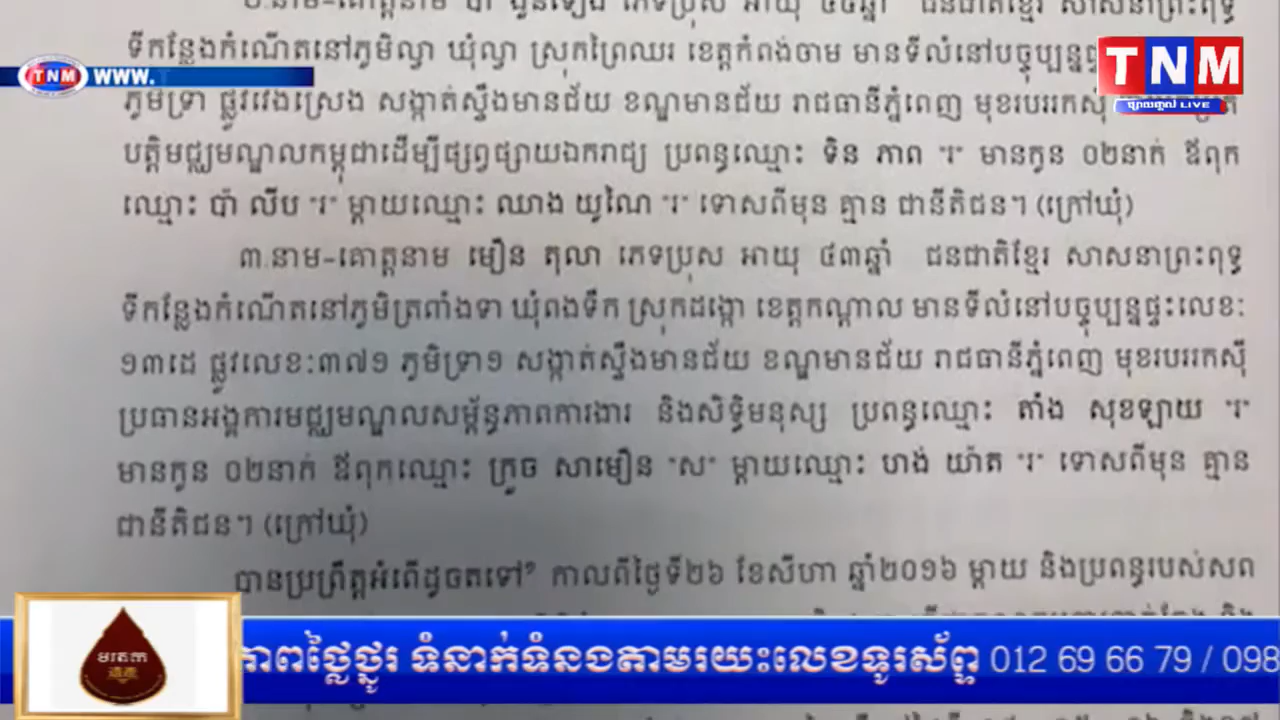 ទីកន្លែងកំណើតនៅភូមិល្វា ឃុំល្វា ស្រុកព្រៃឈរ ខេត្តកំពង់ចាម មានទីលំនៅបច្ចុប្បន្នផ្ទះ
TNM WWW.
TNM
ផ្សាយផ្ទាល់ LIVE
ភូមិទ្រា ផ្លូវវេងស្រេង សង្កាត់ស្ទឹងមានជ័យ ខណ្ឌមានជ័យ រាជធានីភ្នំពេញ មុខរបររកស៊ី
បត្តិមជ្ឈមណ្ឌលកម្ពុជាដើម្បីផ្សព្វផ្សាយឯករាជ្យ ប្រពន្ធឈ្មោះ ទិន ភាព "រ" មានកូន ០២នាក់ ឪពុក
ឈ្មោះ ប៉ា លីប "រ" ម្តាយឈ្មោះ ឈាង យូណៃ "រ" ទោសពីមុន គ្មាន ជានីតិជន។ (ក្រៅឃុំ)
៣.នាម-គោត្តនាម មឿន តុលា ភេទប្រុស អាយុ ៤៣ឆ្នាំ ជនជាតិខ្មែរ សាសនាព្រះពុទ្ធ
ទីកន្លែងកំណើតនៅភូមិត្រពាំងទា ឃុំពងទឹក ស្រុកដង្កោ ខេត្តកណ្តាល មានទីលំនៅបច្ចុប្បន្នផ្ទះលេខៈ
១៣ដេ ផ្លូវលេខៈ៣៧១ ភូមិទ្រា១ សង្កាត់ស្ទឹងមានជ័យ ខណ្ឌមានជ័យ រាជធានីភ្នំពេញ មុខរបររកស៊ី
ប្រធានអង្គការមជ្ឈមណ្ឌលសម្ព័ន្ធភាពការងារ និងសិទ្ធិមនុស្ស ប្រពន្ធឈ្មោះ តាំង សុខឡាយ "រ"
មានកូន ០២នាក់ ឪពុកឈ្មោះ ក្រូច សាមឿន "ស" ម្តាយឈ្មោះ ហង់ យ៉ាត "រ" ទោសពីមុន គ្មាន
ជានីតិជន។ (ក្រៅឃុំ)
បានប្រព្រឹត្តអំពើដូចតទៅ៖ កាលពីថ្ងៃទី២៦ ខែសីហា ឆ្នាំ២០១៦ ម្តាយ និងប្រពន្ធរបស់សព
មរតក
ភាពថ្លៃថ្នូរ ទំនាក់ទំនងតាមរយះលេខទូរស័ព្ទ 012 69 66 79 / 098